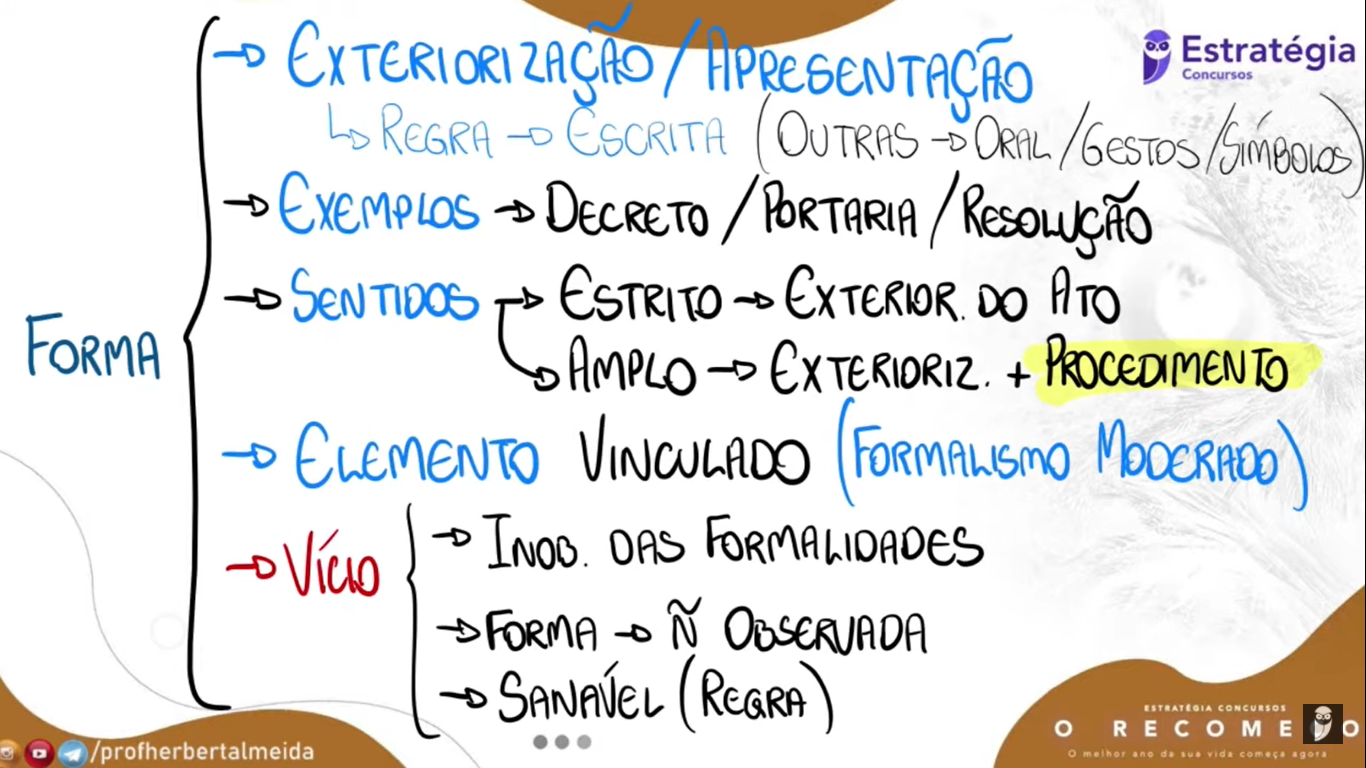 Estratégia
Concursos
→ EXTERIORIZAÇÃO / APRESENTAÇÃO
↳ REGRA → ESCRITA (OUTRAS → ORAL / GESTOS / SÍMBOLOS)
→ EXEMPLOS → DECRETO / PORTARIA / RESOLUÇÃO
→ SENTIDOS → ESTRITO → EXTERIOR. DO ATO
→ AMPLO → EXTERIORIZ. + PROCEDIMENTO
FORMA
→ ELEMENTO VINCULADO (FORMALISMO MODERADO)
→ VÍCIO
→ INOB. DAS FORMALIDADES
→ FORMA → Ñ OBSERVADA
→ SANAVÉL (REGRA)
/profherbertalmeida
ESTRATÉGIA CONCURSOS
O RECOMEÇO
O melhor ano da sua vida começa agora